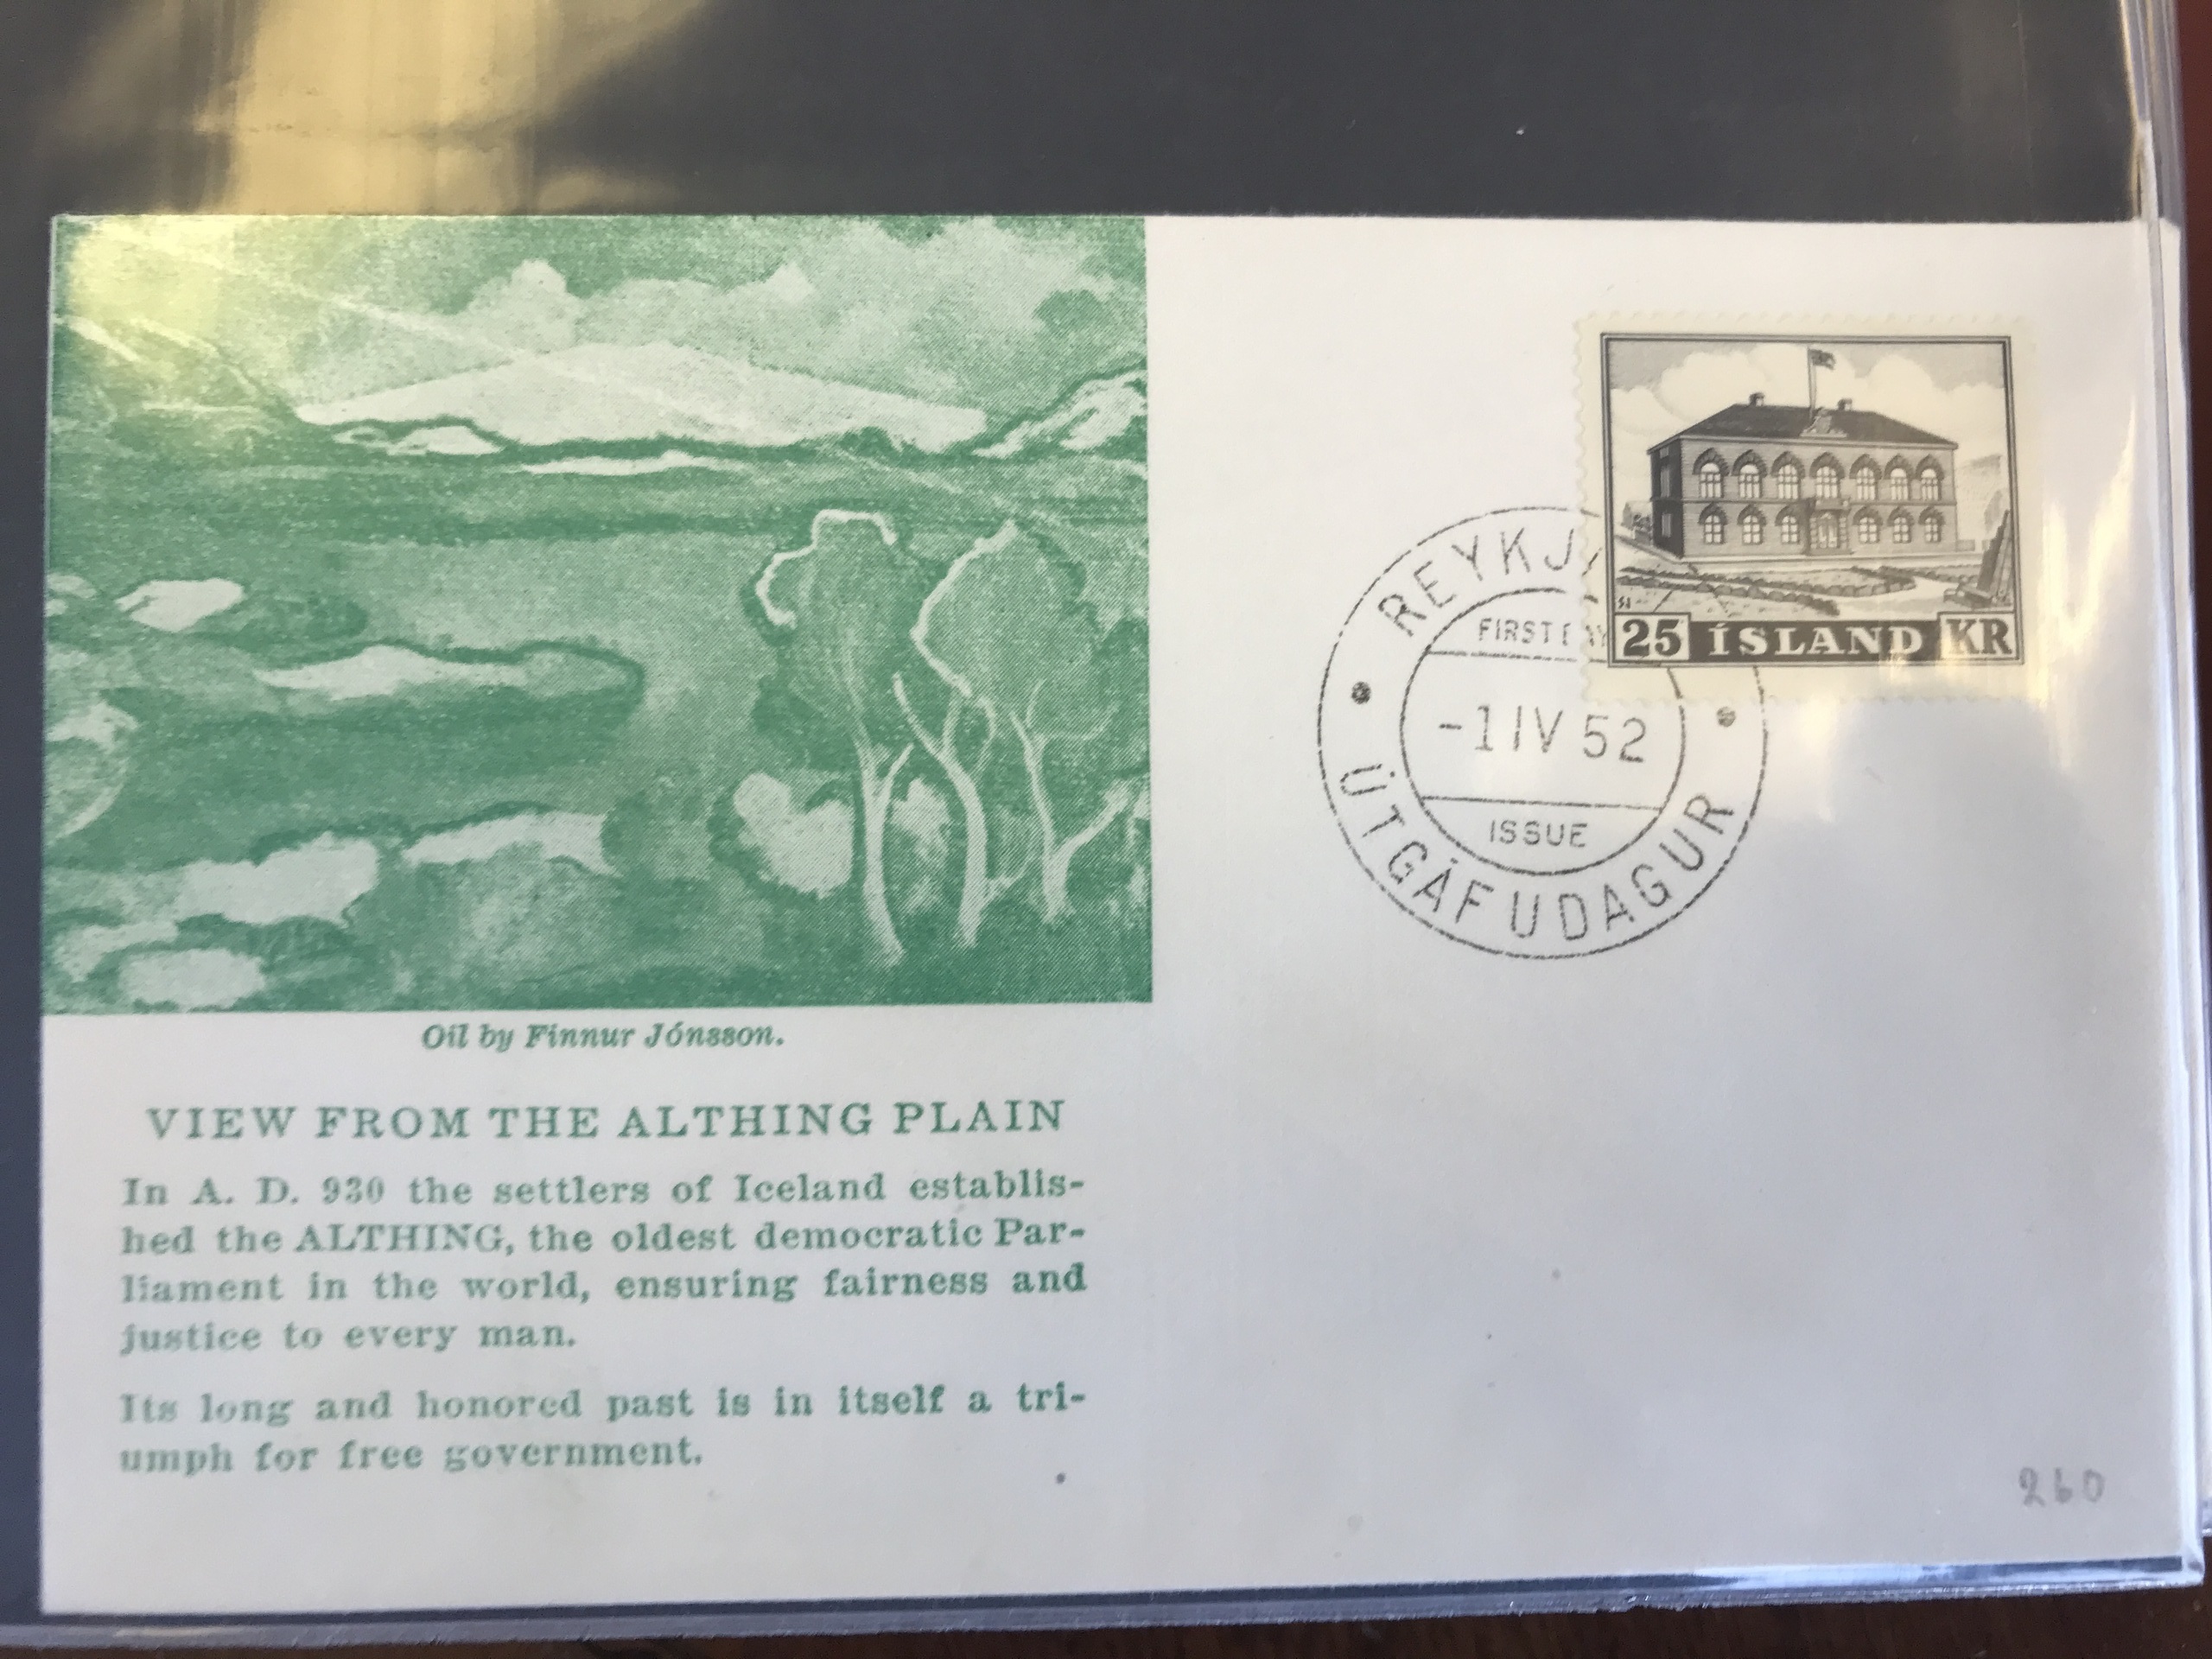 Oil by Finnur Jónsson.
VIEW FROM THE ALTHING PLAIN
In A. D. 930 the settlers of Iceland establis-
hed the ALTHING, the oldest democratic Par-
liament in the world, ensuring fairness and
justice to every man.
Its long and honored past is in itself a tri-
umph for free government.
25 ÍSLAND KR
REYKJ
FIRST DAY
-1 IV 52
ISSUE
ÚTGÁFUDAGUR
260